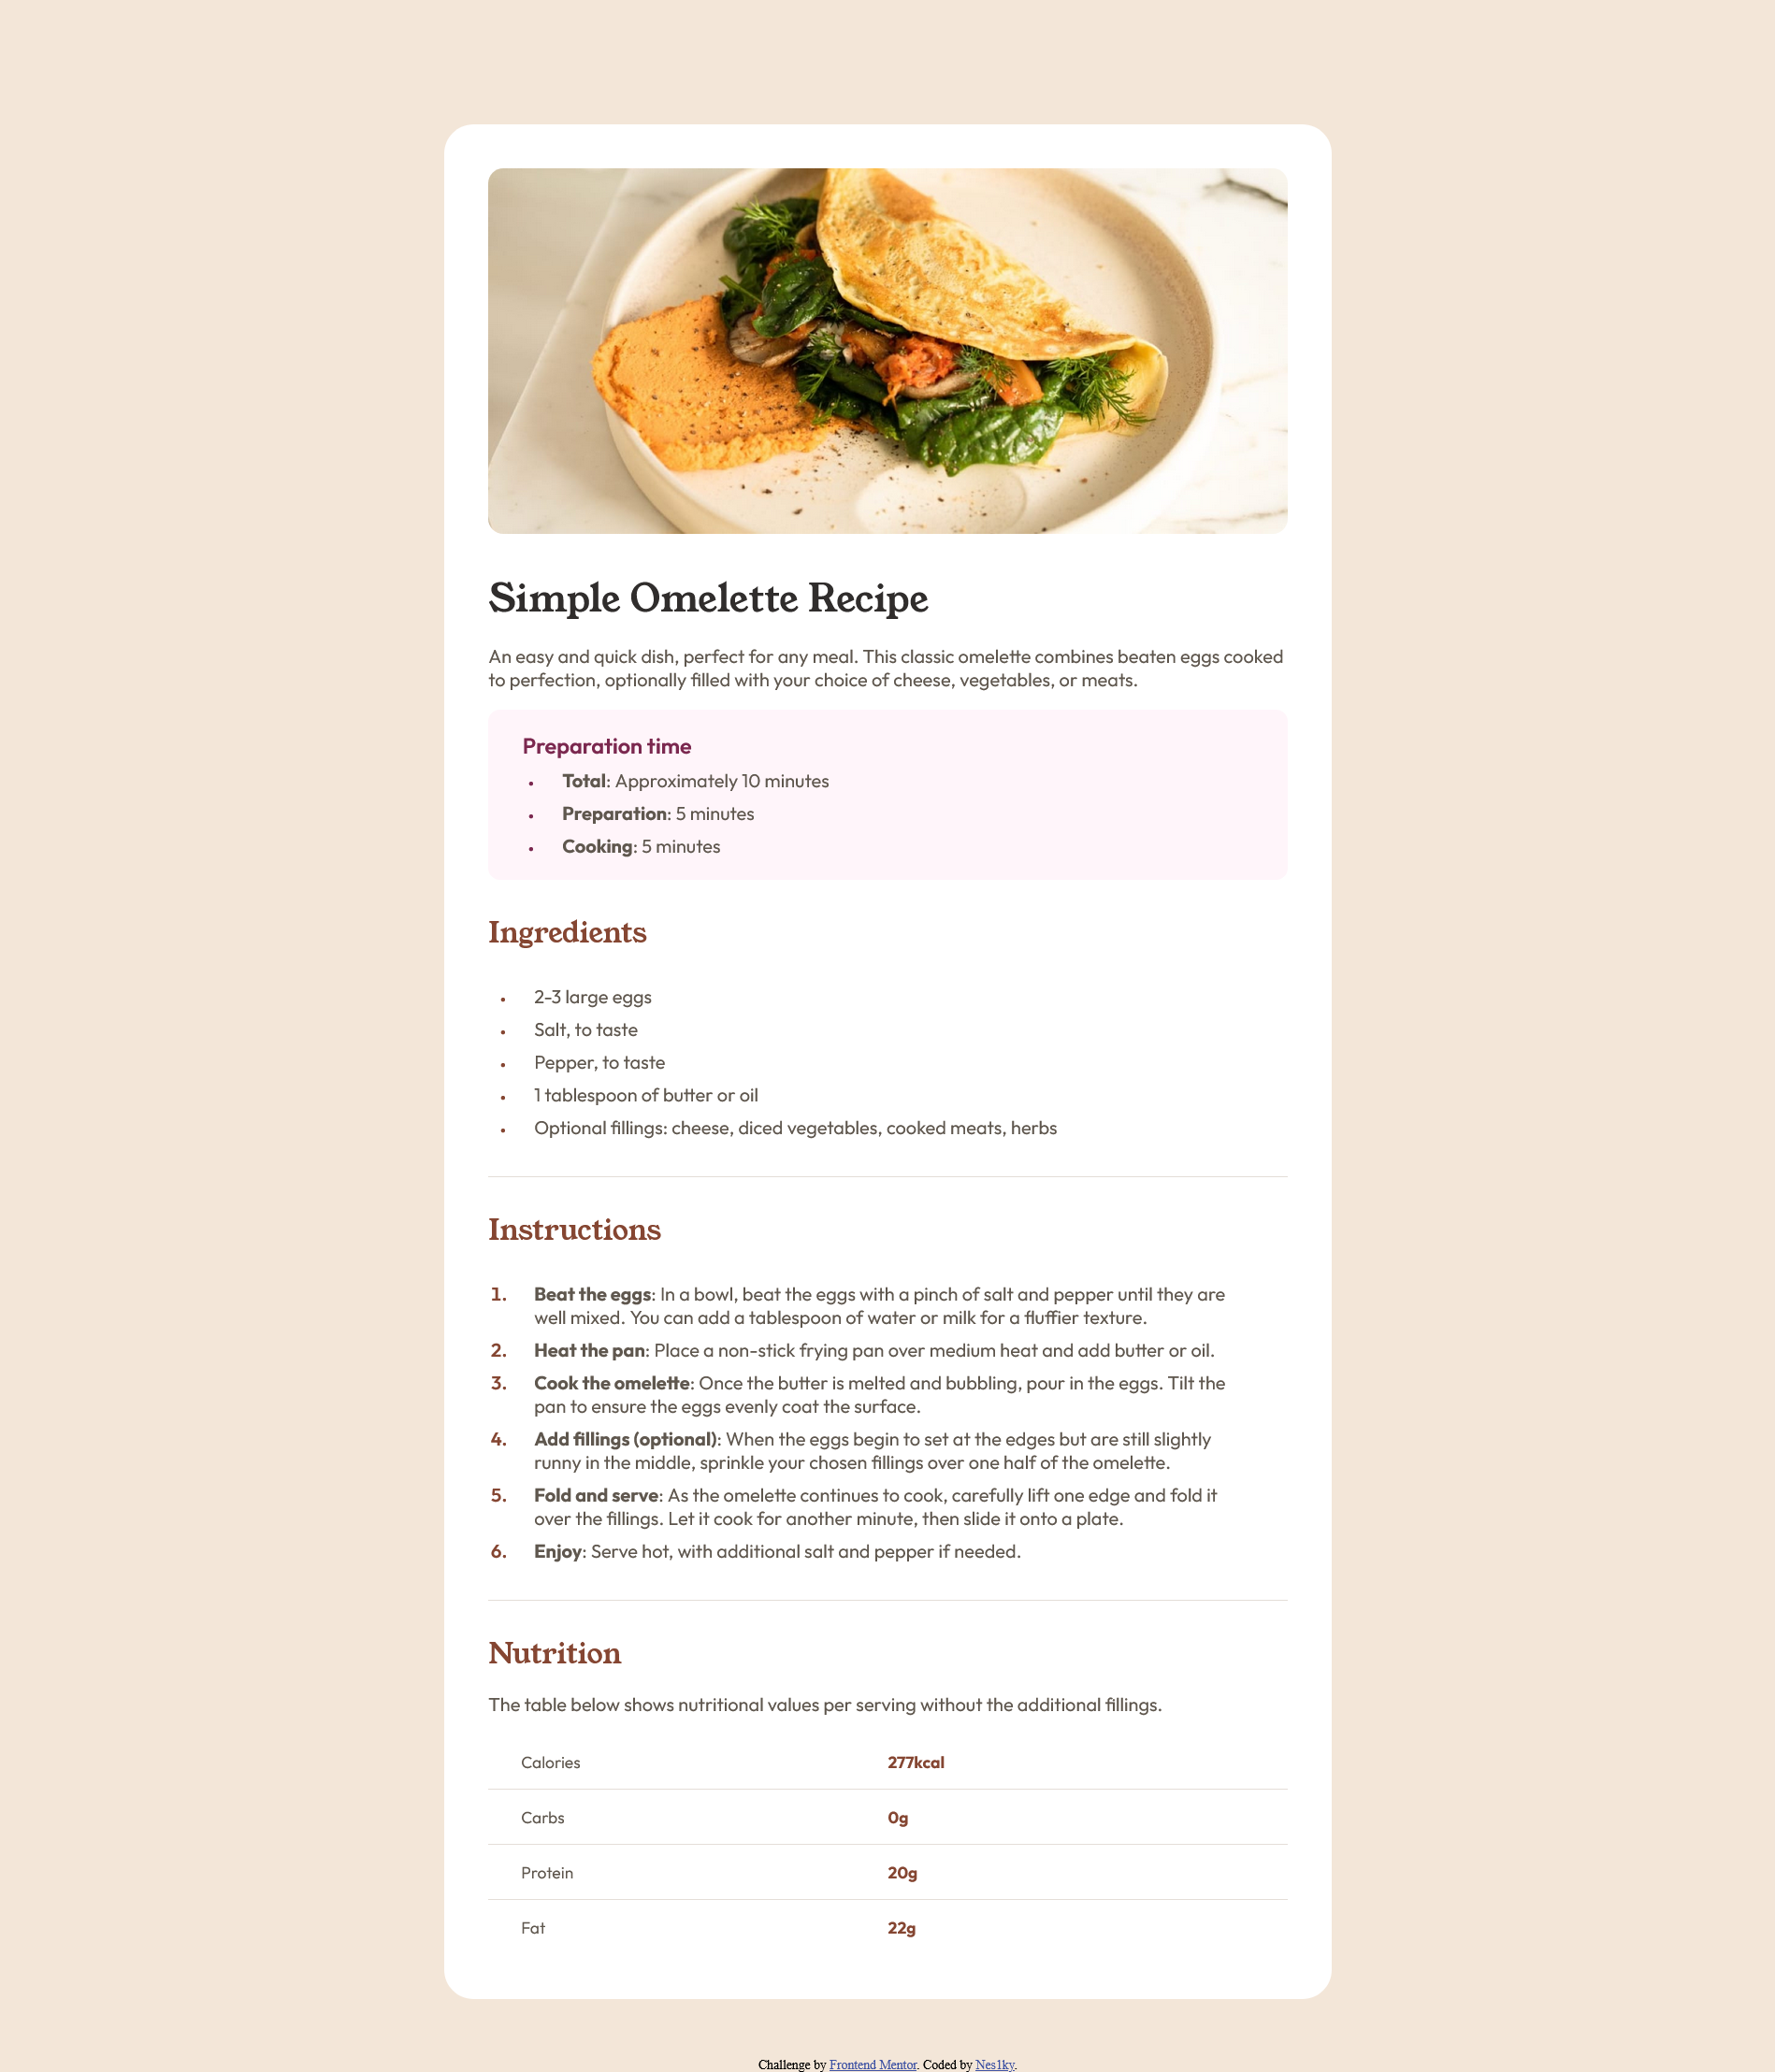 Simple Omelette Recipe
An easy and quick dish, perfect for any meal. This classic omelette combines beaten eggs cooked
to perfection, optionally filled with your choice of cheese, vegetables, or meats.
Preparation time
• Total: Approximately 10 minutes
• Preparation: 5 minutes
• Cooking: 5 minutes
Ingredients
• 2-3 large eggs
• Salt, to taste
• Pepper, to taste
• 1 tablespoon of butter or oil
• Optional fillings: cheese, diced vegetables, cooked meats, herbs
Instructions
1. Beat the eggs: In a bowl, beat the eggs with a pinch of salt and pepper until they are
well mixed. You can add a tablespoon of water or milk for a fluffier texture.
2. Heat the pan: Place a non-stick frying pan over medium heat and add butter or oil.
3. Cook the omelette: Once the butter is melted and bubbling, pour in the eggs. Tilt the
pan to ensure the eggs evenly coat the surface.
4. Add fillings (optional): When the eggs begin to set at the edges but are still slightly
runny in the middle, sprinkle your chosen fillings over one half of the omelette.
5. Fold and serve: As the omelette continues to cook, carefully lift one edge and fold it
over the fillings. Let it cook for another minute, then slide it onto a plate.
6. Enjoy: Serve hot, with additional salt and pepper if needed.
Nutrition
The table below shows nutritional values per serving without the additional fillings.
Calories 277kcal
Carbs 0g
Protein 20g
Fat 22g
Challenge by Frontend Mentor. Coded by Nes1ky.